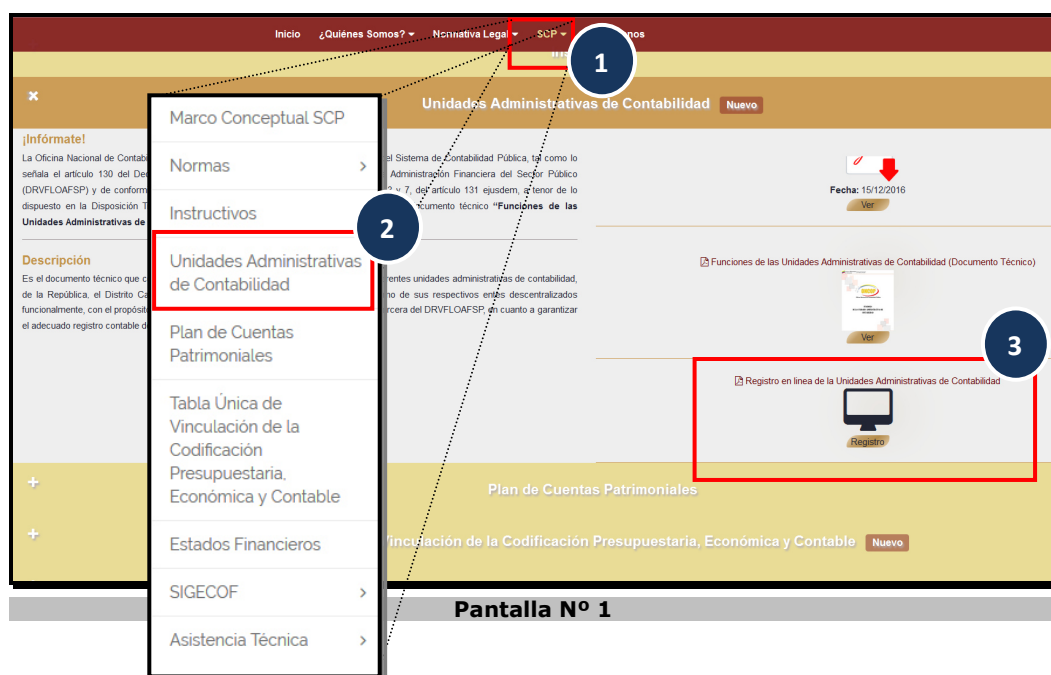 Inicio ¿Quiénes Somos? Normativa Legal SCP nos
1
Unidades Administrativas de Contabilidad Nuevo
¡Infórmate!
La Oficina Nacional de Contab el Sistema de Contabilidad Pública, tal como lo
señala el artículo 130 del De Administración Financiera del Sector Público
(DRVFLOAFSP) y de conform y 7, del artículo 131 ejusdem, a tenor de lo
dispuesto en la Disposición T ocumento técnico "Funciones de las
Unidades Administrativas de
Descripción
Es el documento técnico que c rentes unidades administrativas de contabilidad,
de la República, el Distrito Ca no de sus respectivos entes descentralizados
funcionalmente, con el propósito rcera del DRVFLOAFSP, en cuanto a garantizar
el adecuado registro contable d
Marco Conceptual SCP
Normas
Instructivos
2
Unidades Administrativas
de Contabilidad
Plan de Cuentas
Patrimoniales
Tabla Única de
Vinculación de la
Codificación
Presupuestaria,
Económica y Contable
Estados Financieros
SIGECOF
Asistencia Técnica
Fecha: 15/12/2016
Ver
Funciones de las Unidades Administrativas de Contabilidad (Documento Técnico)
Ver
3
Registro en linea de la Unidades Administrativas de Contabilidad
Registro
Plan de Cuentas Patrimoniales
Vinculación de la Codificación Presupuestaria, Económica y Contable Nuevo
Pantalla Nº 1